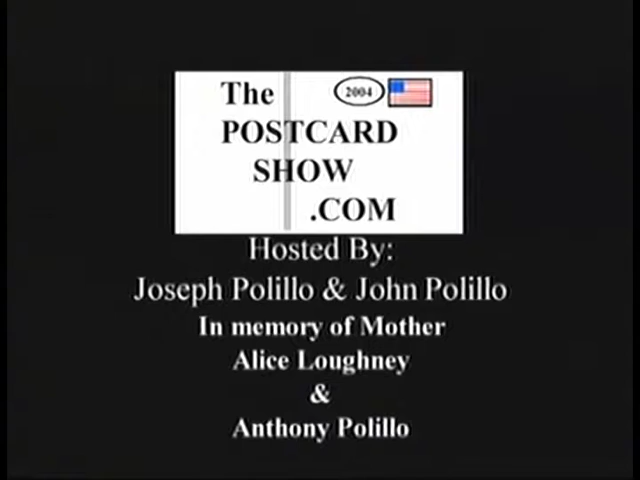 The
2004
POSTCARD
SHOW
.COM
Hosted By:
Joseph Polillo & John Polillo
In memory of Mother
Alice Loughney
&
Anthony Polillo